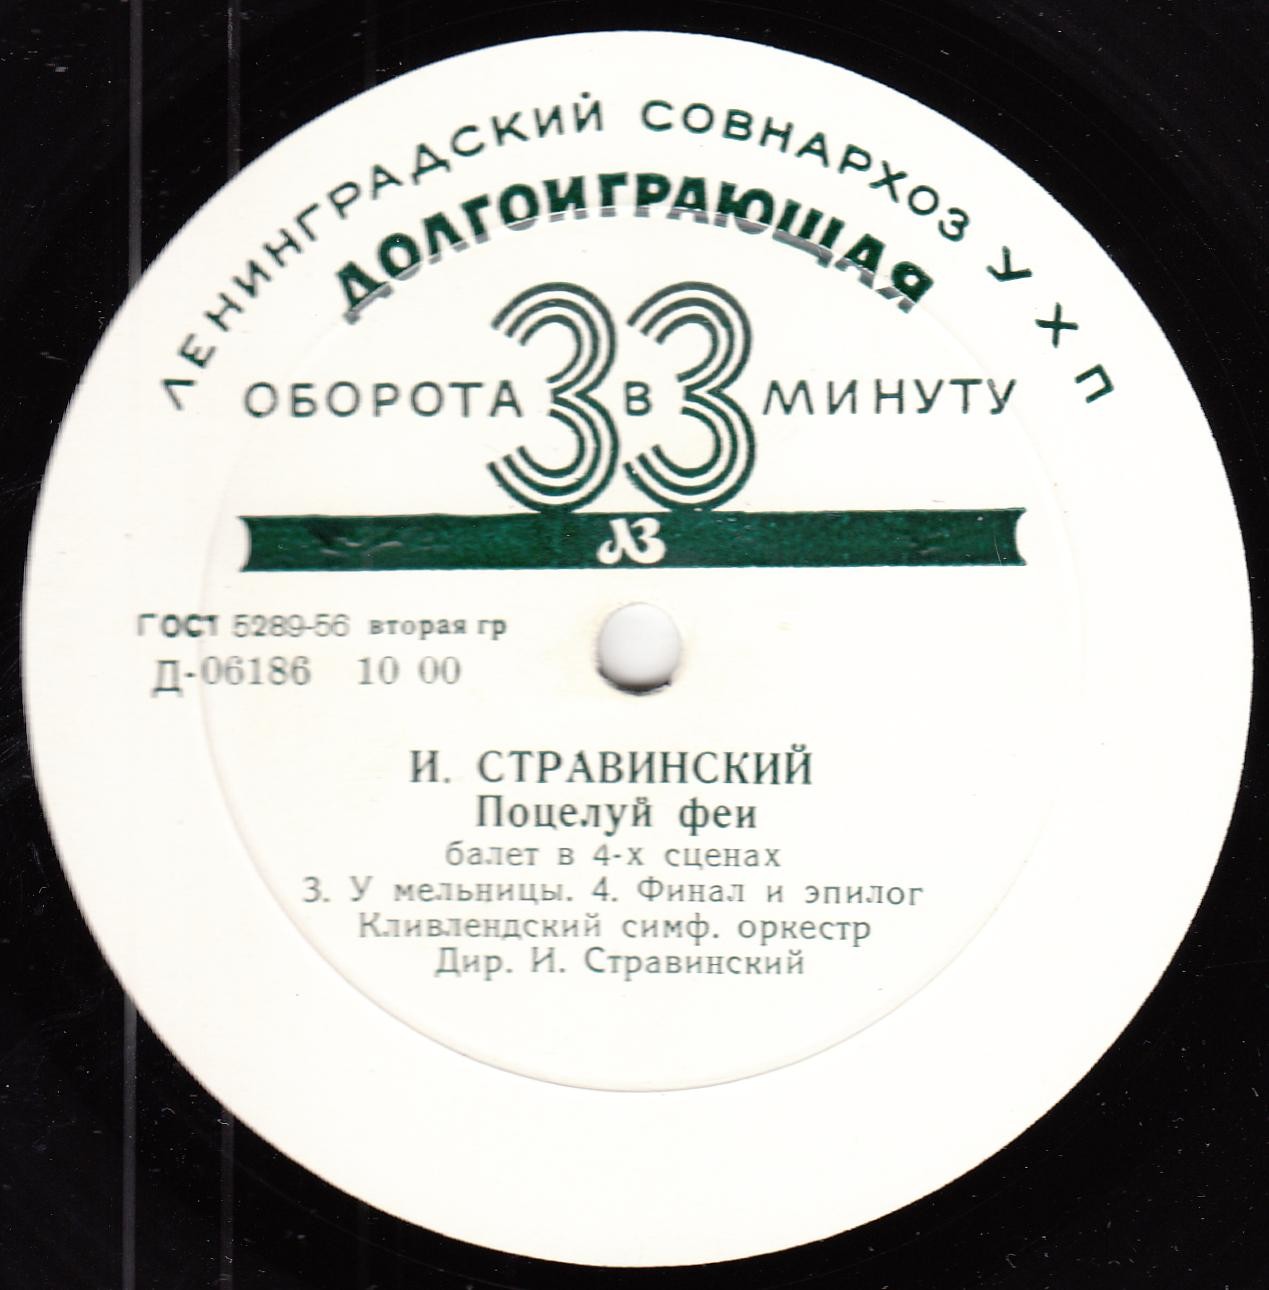 ЛЕНИНГРАДСКИЙ СОВНАРХОЗ УХП
ДОЛГОИГРАЮЩАЯ
33
ОБОРОТА В МИНУТУ
ЛЗ
ГОСТ 5289-56 вторая гр
Д-06186 10 00
И. СТРАВИНСКИЙ
Поцелуй феи
балет в 4-х сценах
3. У мельницы. 4. Финал и эпилог
Кливлендский симф. оркестр
Дир. И. Стравинский